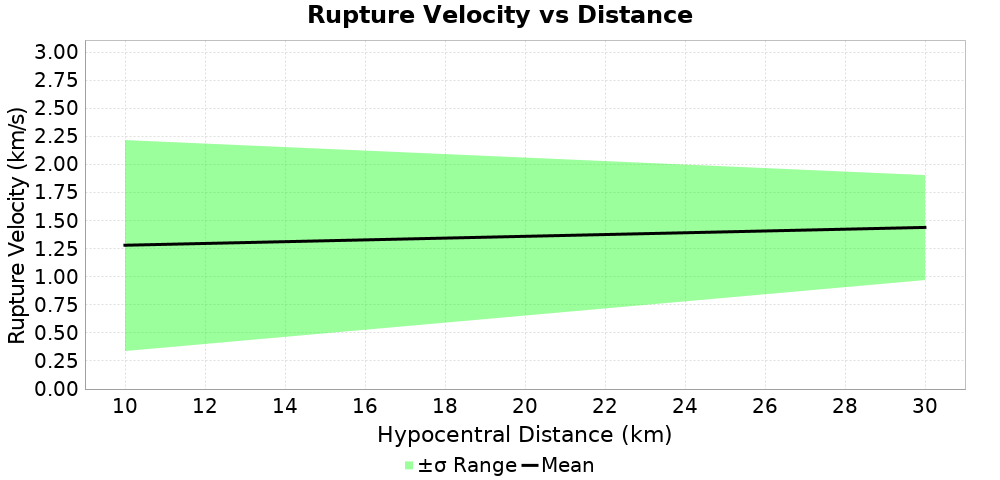 Rupture Velocity vs Distance
Rupture Velocity (km/s)
3.00
2.75
2.50
2.25
2.00
1.75
1.50
1.25
1.00
0.75
0.50
0.25
0.00
10 12 14 16 18 20 22 24 26 28 30
Hypocentral Distance (km)
±σ Range Mean